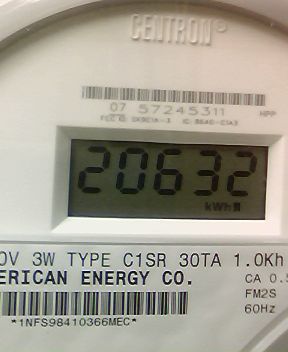 CENTRON®
07 57245311
HPP
20632
kWh
0V 3W TYPE C1SR 30TA 1.0Kh
ERICAN ENERGY CO.
CA 0.5
FM2S
60Hz
*1NFS98410366MEC*